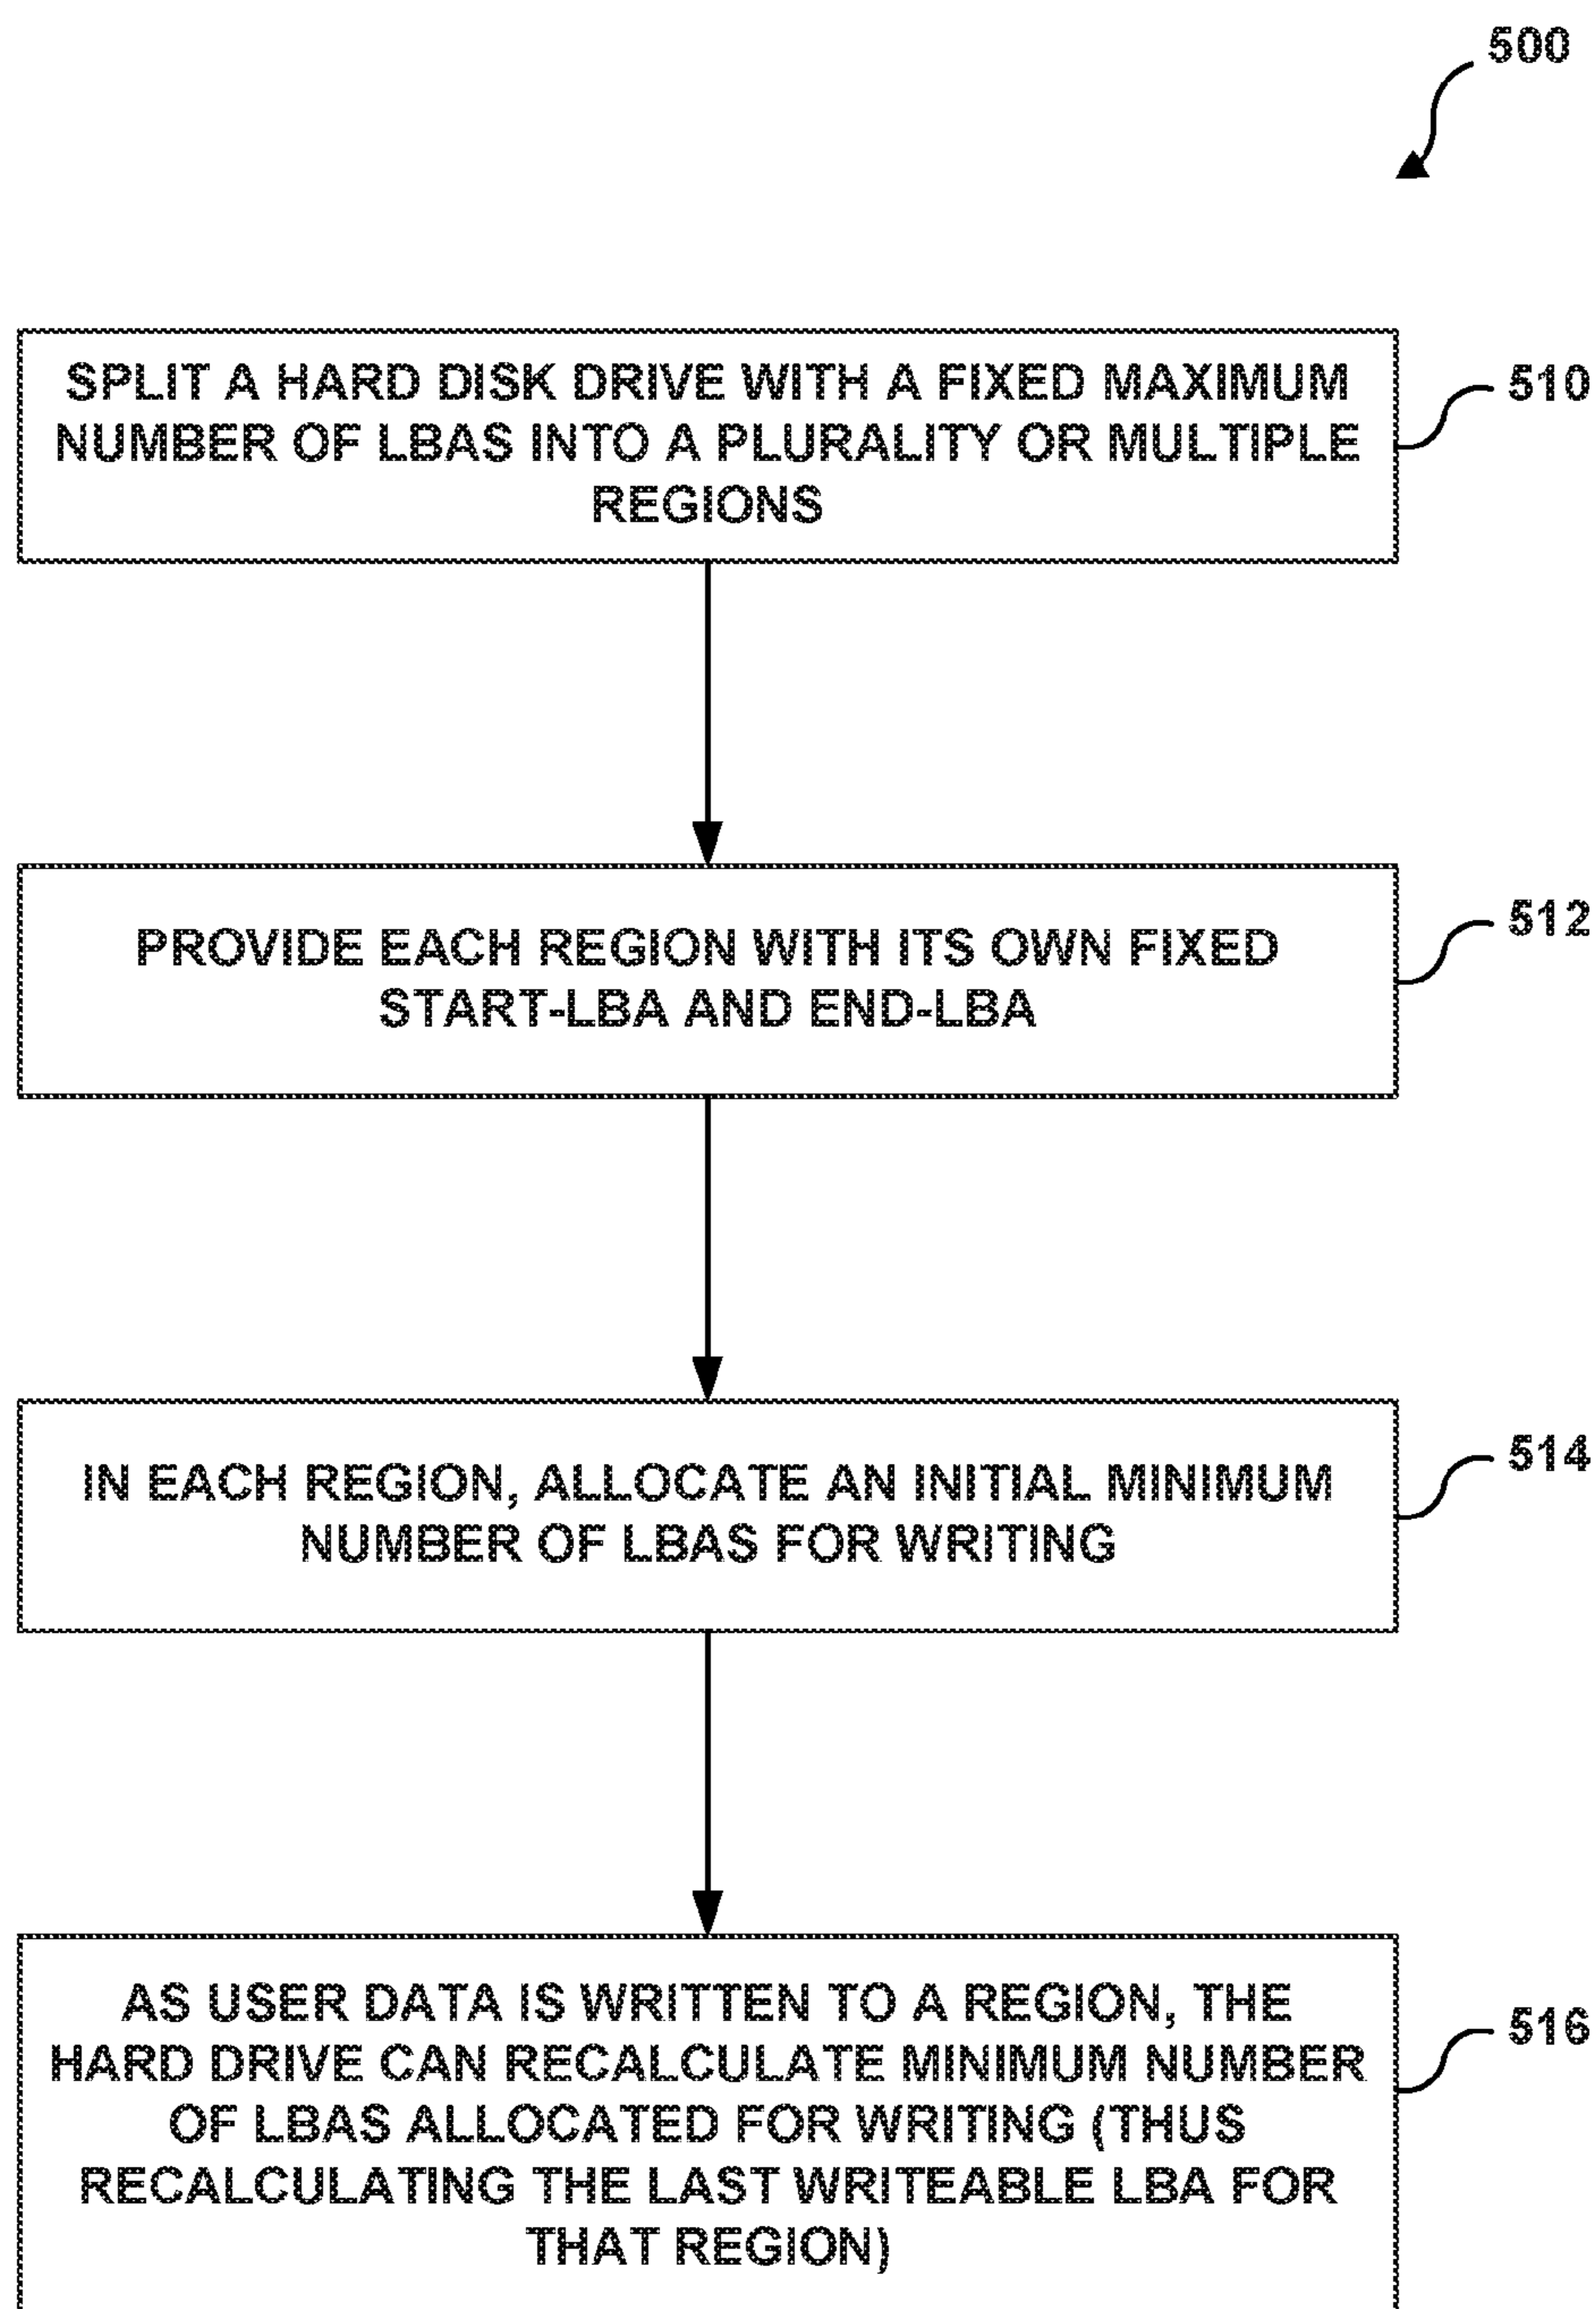 500
SPLIT A HARD DISK DRIVE WITH A FIXED MAXIMUM
NUMBER OF LBAS INTO A PLURALITY OR MULTIPLE
REGIONS
510
PROVIDE EACH REGION WITH ITS OWN FIXED
START-LBA AND END-LBA
512
IN EACH REGION, ALLOCATE AN INITIAL MINIMUM
NUMBER OF LBAS FOR WRITING
514
AS USER DATA IS WRITTEN TO A REGION, THE
HARD DRIVE CAN RECALCULATE MINIMUM NUMBER
OF LBAS ALLOCATED FOR WRITING (THUS
RECALCULATING THE LAST WRITEABLE LBA FOR
THAT REGION)
516